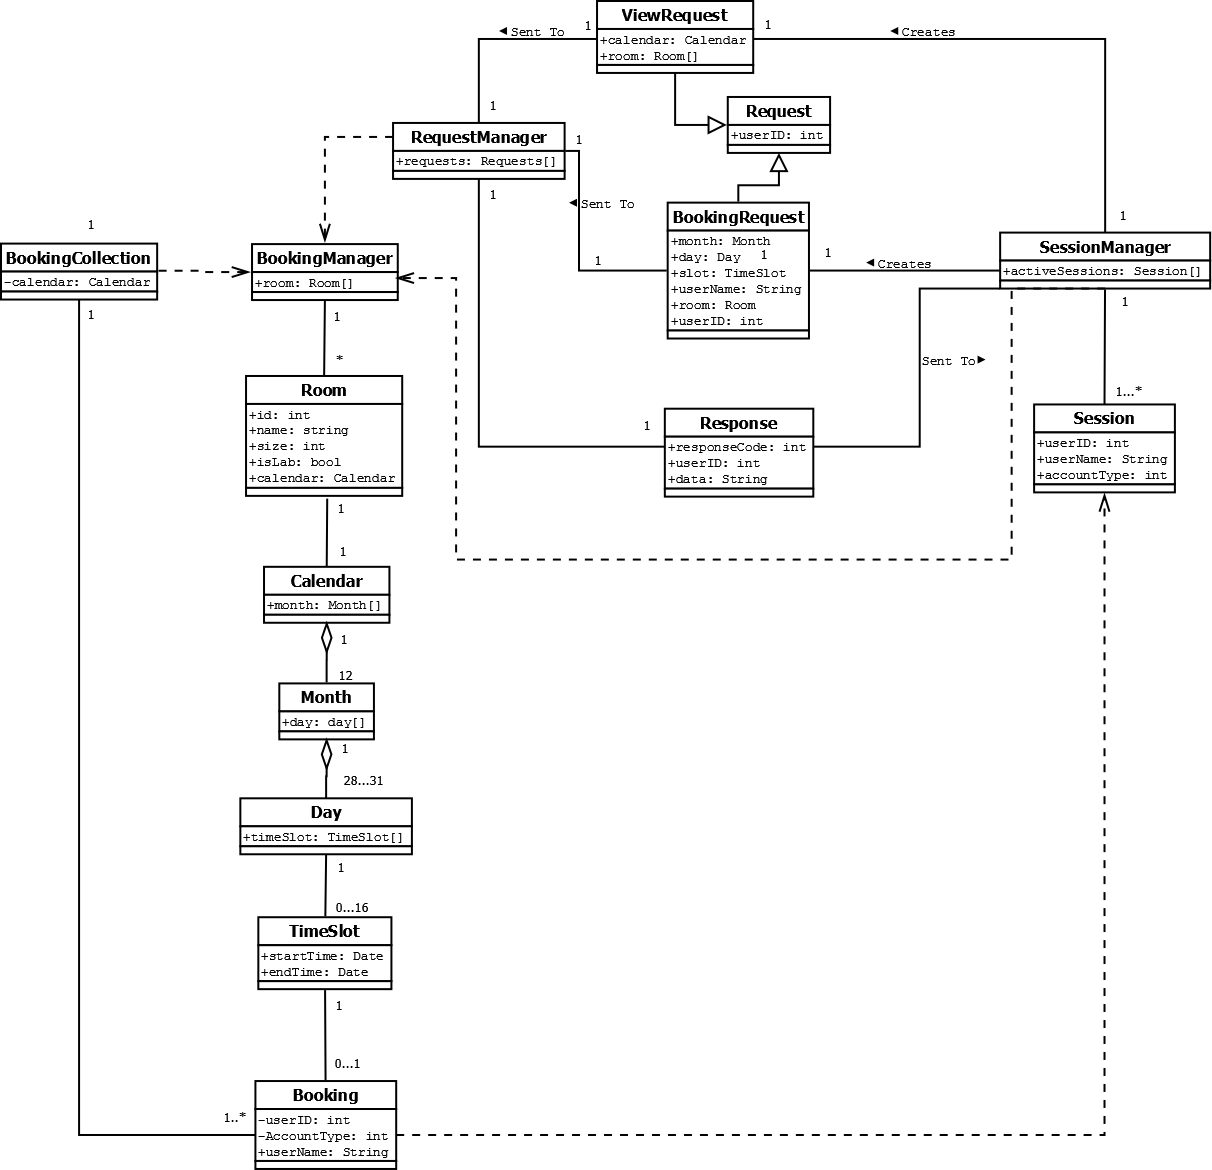 ViewRequest
+calendar: Calendar
+room: Room[]
1
◄Sent To
1
◄Creates
Request
+userID: int
1
RequestManager
+requests: Requests[]
1
1
◄Sent To
1
BookingRequest
+month: Month
+day: Day
1
+slot: TimeSlot
+userName: String
+room: Room
+userID: int
1
◄Creates
1
SessionManager
+activeSessions: Session[]
1
1
BookingCollection
-calendar: Calendar
1
BookingManager
+room: Room[]
1
*
Sent To►
Room
+id: int
+name: string
+size: int
+isLab: bool
+calendar: Calendar
1
1
Response
+responseCode: int
+userID: int
+data: String
1...*
Session
+userID: int
+userName: String
+accountType: int
1
Calendar
+month: Month[]
1
12
Month
+day: day[]
1
28...31
Day
+timeSlot: TimeSlot[]
1
0...16
TimeSlot
+startTime: Date
+endTime: Date
1
0...1
1..*
Booking
-userID: int
-AccountType: int
+userName: String